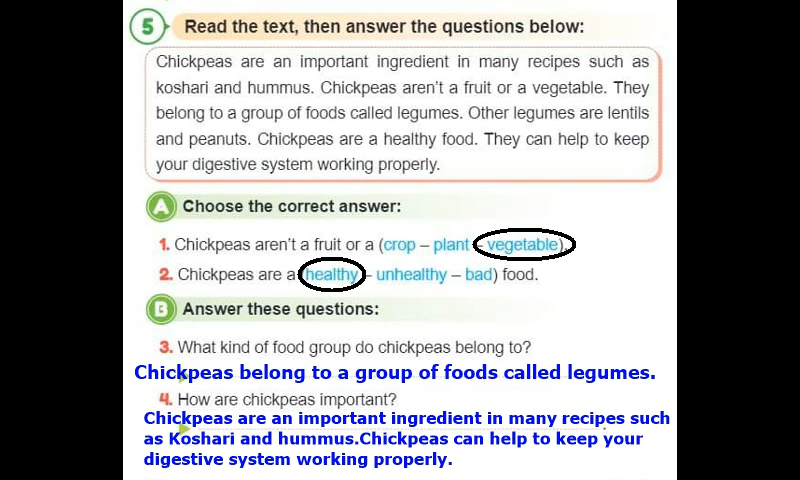 5 Read the text, then answer the questions below:
Chickpeas are an important ingredient in many recipes such as
koshari and hummus. Chickpeas aren't a fruit or a vegetable. They
belong to a group of foods called legumes. Other legumes are lentils
and peanuts. Chickpeas are a healthy food. They can help to keep
your digestive system working properly.
A Choose the correct answer:
1. Chickpeas aren't a fruit or a (crop – plant – vegetable).
2. Chickpeas are a (healthy – unhealthy – bad) food.
B Answer these questions:
3. What kind of food group do chickpeas belong to?
Chickpeas belong to a group of foods called legumes.
4. How are chickpeas important?
Chickpeas are an important ingredient in many recipes such
as Koshari and hummus.Chickpeas can help to keep your
digestive system working properly.